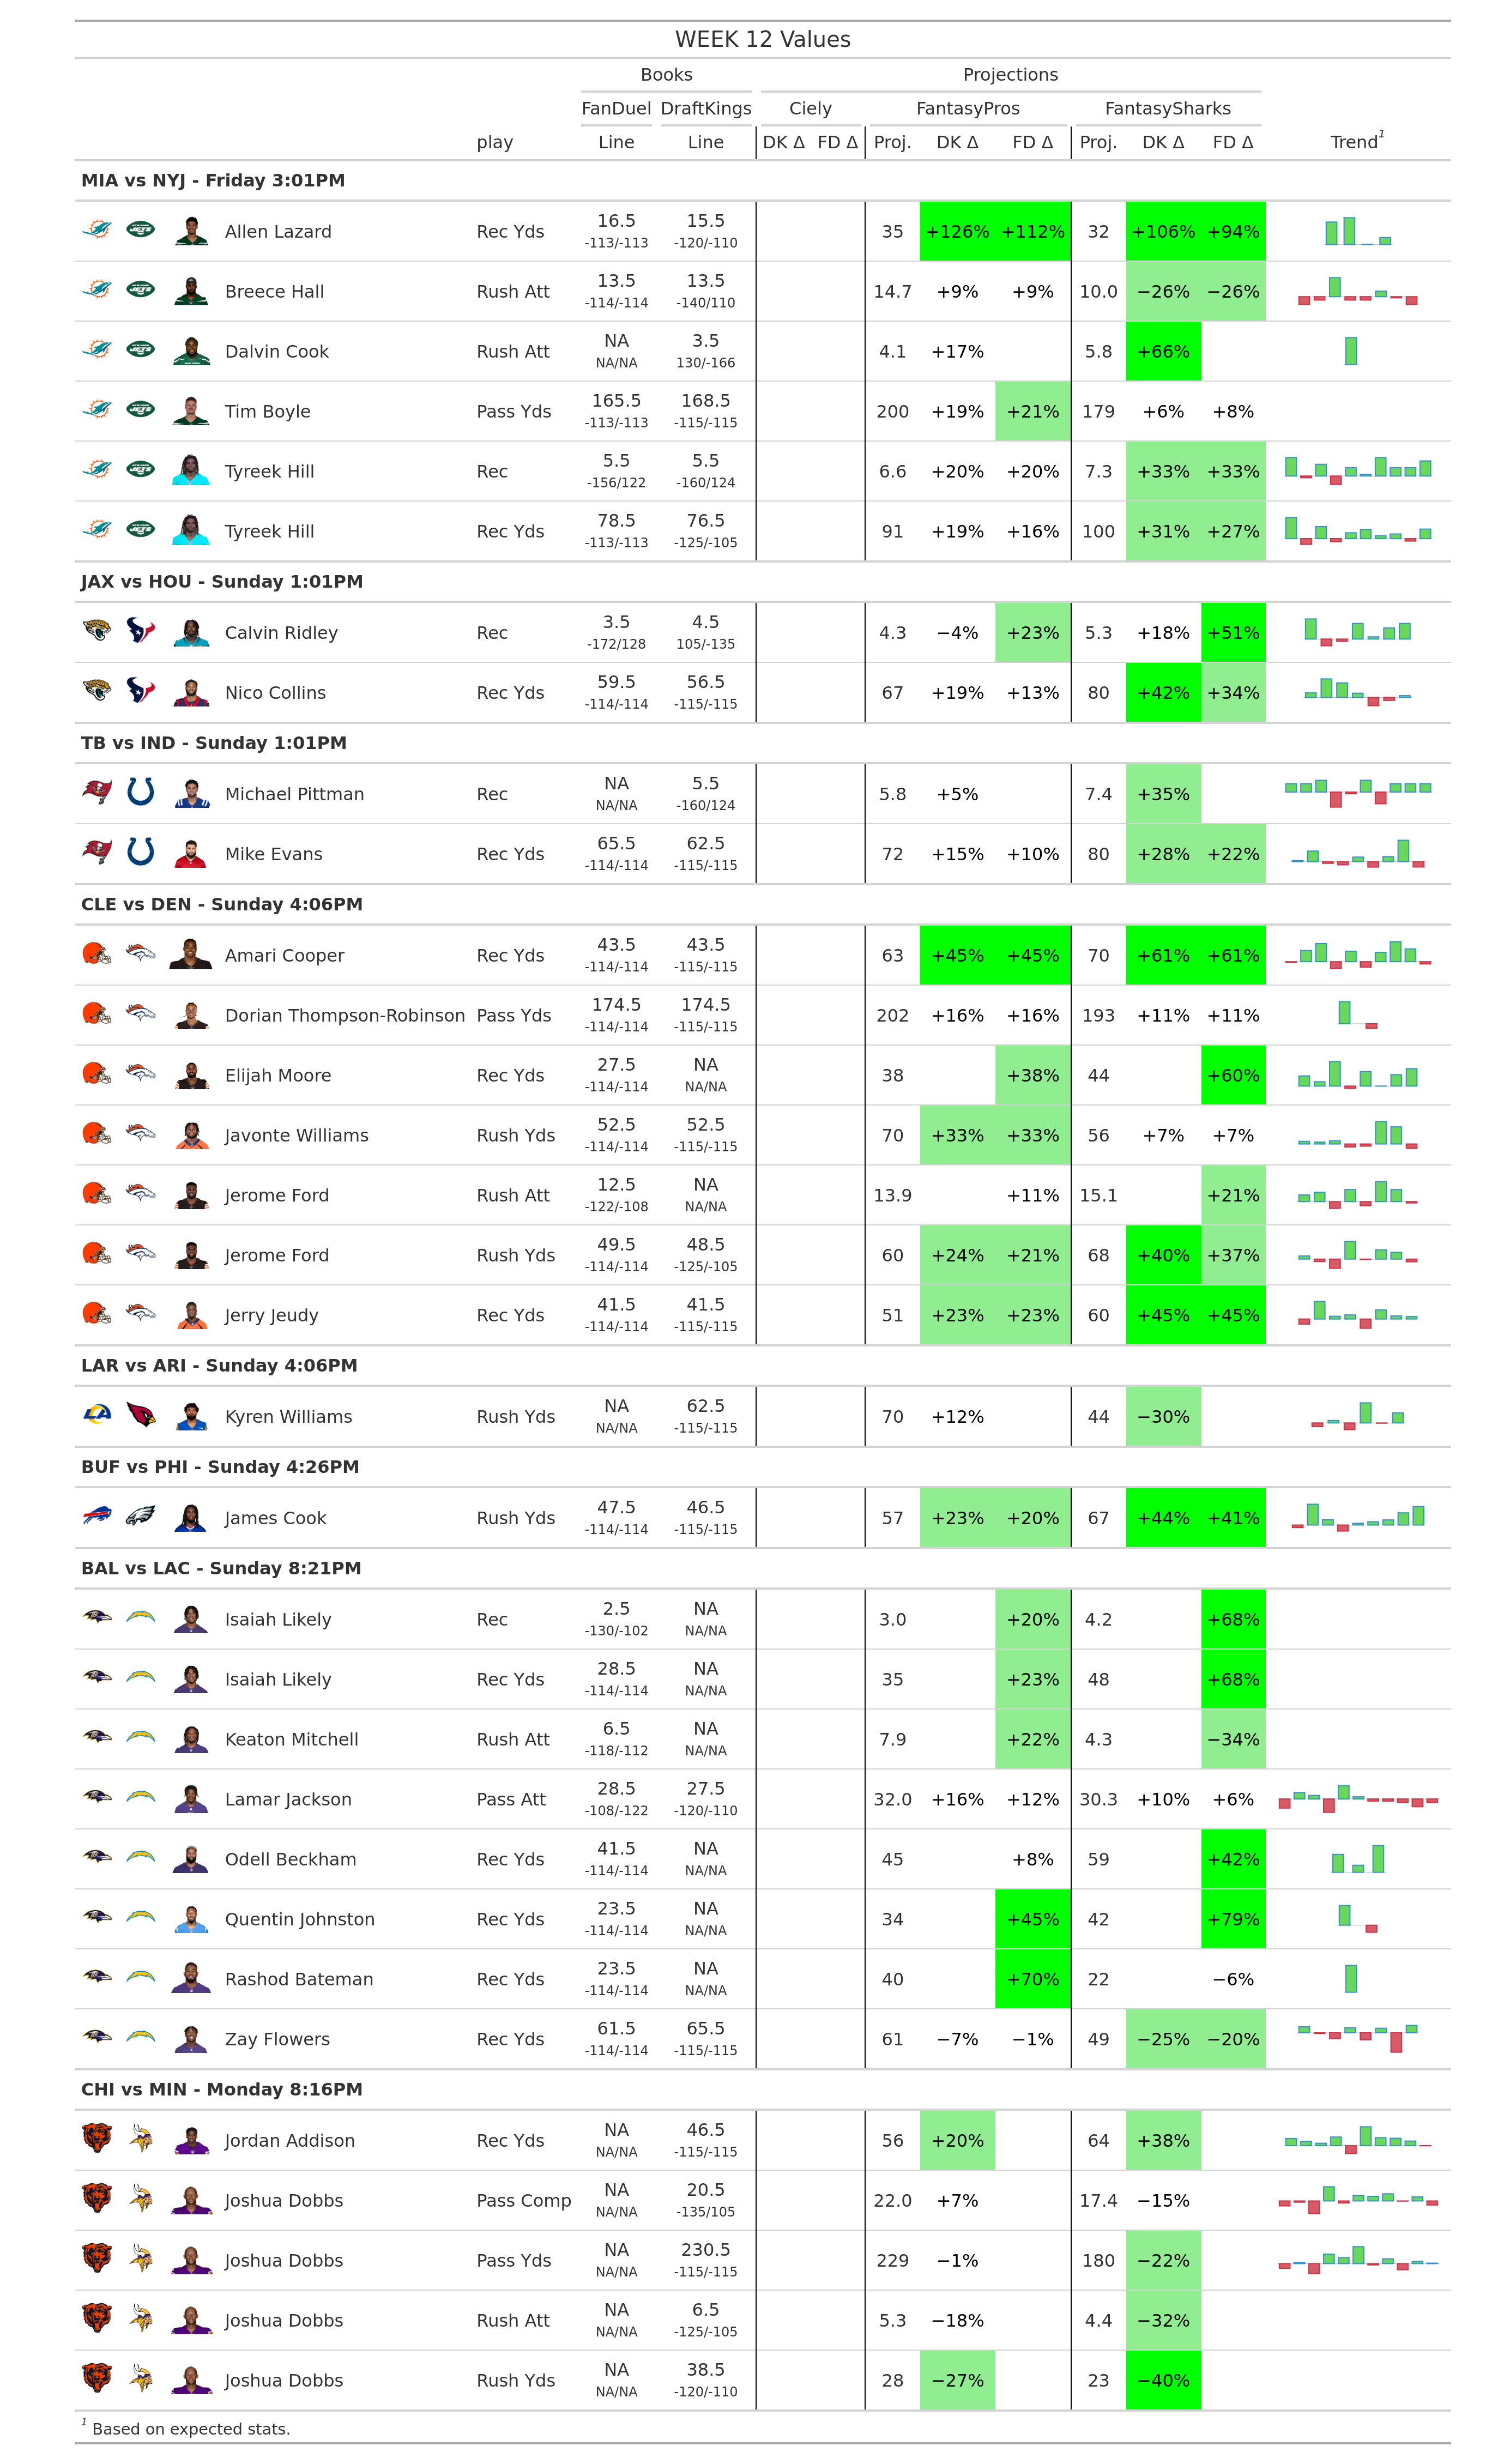 WEEK 12 Values
Books Projections
FanDuel DraftKings Ciely FantasyPros FantasySharks
play Line Line DK Δ FD Δ Proj. DK Δ FD Δ Proj. DK Δ FD Δ Trend1
MIA vs NYJ - Friday 3:01PM
Allen Lazard Rec Yds 16.5 15.5 35 +126% +112% 32 +106% +94%
-113/-113 -120/-110
Breece Hall Rush Att 13.5 13.5 14.7 +9% +9% 10.0 −26% −26%
-114/-114 -140/110
Dalvin Cook Rush Att NA 3.5 4.1 +17% 5.8 +66%
NA/NA 130/-166
Tim Boyle Pass Yds 165.5 168.5 200 +19% +21% 179 +6% +8%
-113/-113 -115/-115
Tyreek Hill Rec 5.5 5.5 6.6 +20% +20% 7.3 +33% +33%
-156/122 -160/124
Tyreek Hill Rec Yds 78.5 76.5 91 +19% +16% 100 +31% +27%
-113/-113 -125/-105
JAX vs HOU - Sunday 1:01PM
Calvin Ridley Rec 3.5 4.5 4.3 −4% +23% 5.3 +18% +51%
-172/128 105/-135
Nico Collins Rec Yds 59.5 56.5 67 +19% +13% 80 +42% +34%
-114/-114 -115/-115
TB vs IND - Sunday 1:01PM
Michael Pittman Rec NA 5.5 5.8 +5% 7.4 +35%
NA/NA -160/124
Mike Evans Rec Yds 65.5 62.5 72 +15% +10% 80 +28% +22%
-114/-114 -115/-115
CLE vs DEN - Sunday 4:06PM
Amari Cooper Rec Yds 43.5 43.5 63 +45% +45% 70 +61% +61%
-114/-114 -115/-115
Dorian Thompson-Robinson Pass Yds 174.5 174.5 202 +16% +16% 193 +11% +11%
-114/-114 -115/-115
Elijah Moore Rec Yds 27.5 NA 38 +38% 44 +60%
-114/-114 NA/NA
Javonte Williams Rush Yds 52.5 52.5 70 +33% +33% 56 +7% +7%
-114/-114 -115/-115
Jerome Ford Rush Att 12.5 NA 13.9 +11% 15.1 +21%
-122/-108 NA/NA
Jerome Ford Rush Yds 49.5 48.5 60 +24% +21% 68 +40% +37%
-114/-114 -125/-105
Jerry Jeudy Rec Yds 41.5 41.5 51 +23% +23% 60 +45% +45%
-114/-114 -115/-115
LAR vs ARI - Sunday 4:06PM
Kyren Williams Rush Yds NA 62.5 70 +12% 44 −30%
NA/NA -115/-115
BUF vs PHI - Sunday 4:26PM
James Cook Rush Yds 47.5 46.5 57 +23% +20% 67 +44% +41%
-114/-114 -115/-115
BAL vs LAC - Sunday 8:21PM
Isaiah Likely Rec 2.5 NA 3.0 +20% 4.2 +68%
-130/-102 NA/NA
Isaiah Likely Rec Yds 28.5 NA 35 +23% 48 +68%
-114/-114 NA/NA
Keaton Mitchell Rush Att 6.5 NA 7.9 +22% 4.3 −34%
-118/-112 NA/NA
Lamar Jackson Pass Att 28.5 27.5 32.0 +16% +12% 30.3 +10% +6%
-108/-122 -120/-110
Odell Beckham Rec Yds 41.5 NA 45 +8% 59 +42%
-114/-114 NA/NA
Quentin Johnston Rec Yds 23.5 NA 34 +45% 42 +79%
-114/-114 NA/NA
Rashod Bateman Rec Yds 23.5 NA 40 +70% 22 −6%
-114/-114 NA/NA
Zay Flowers Rec Yds 61.5 65.5 61 −7% −1% 49 −25% −20%
-114/-114 -115/-115
CHI vs MIN - Monday 8:16PM
Jordan Addison Rec Yds NA 46.5 56 +20% 64 +38%
NA/NA -115/-115
Joshua Dobbs Pass Comp NA 20.5 22.0 +7% 17.4 −15%
NA/NA -135/105
Joshua Dobbs Pass Yds NA 230.5 229 −1% 180 −22%
NA/NA -115/-115
Joshua Dobbs Rush Att NA 6.5 5.3 −18% 4.4 −32%
NA/NA -125/-105
Joshua Dobbs Rush Yds NA 38.5 28 −27% 23 −40%
NA/NA -120/-110
1 Based on expected stats.